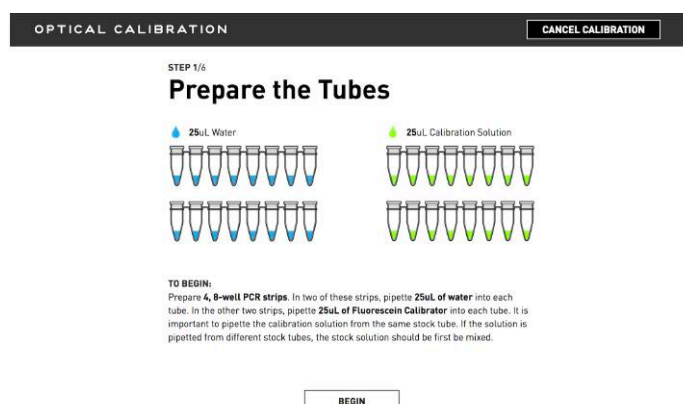 OPTICAL CALIBRATION
CANCEL CALIBRATION
STEP 1/6
Prepare the Tubes
25uL Water
25uL Calibration Solution
TO BEGIN:
Prepare 4, 8-well PCR strips. In two of these strips, pipette 25uL of water into each
tube. In the other two strips, pipette 25uL of Fluorescein Calibrator into each tube. It is
important to pipette the calibration solution from the same stock tube. If the solution is
pipetted from different stock tubes, the stock solution should be first be mixed.
BEGIN